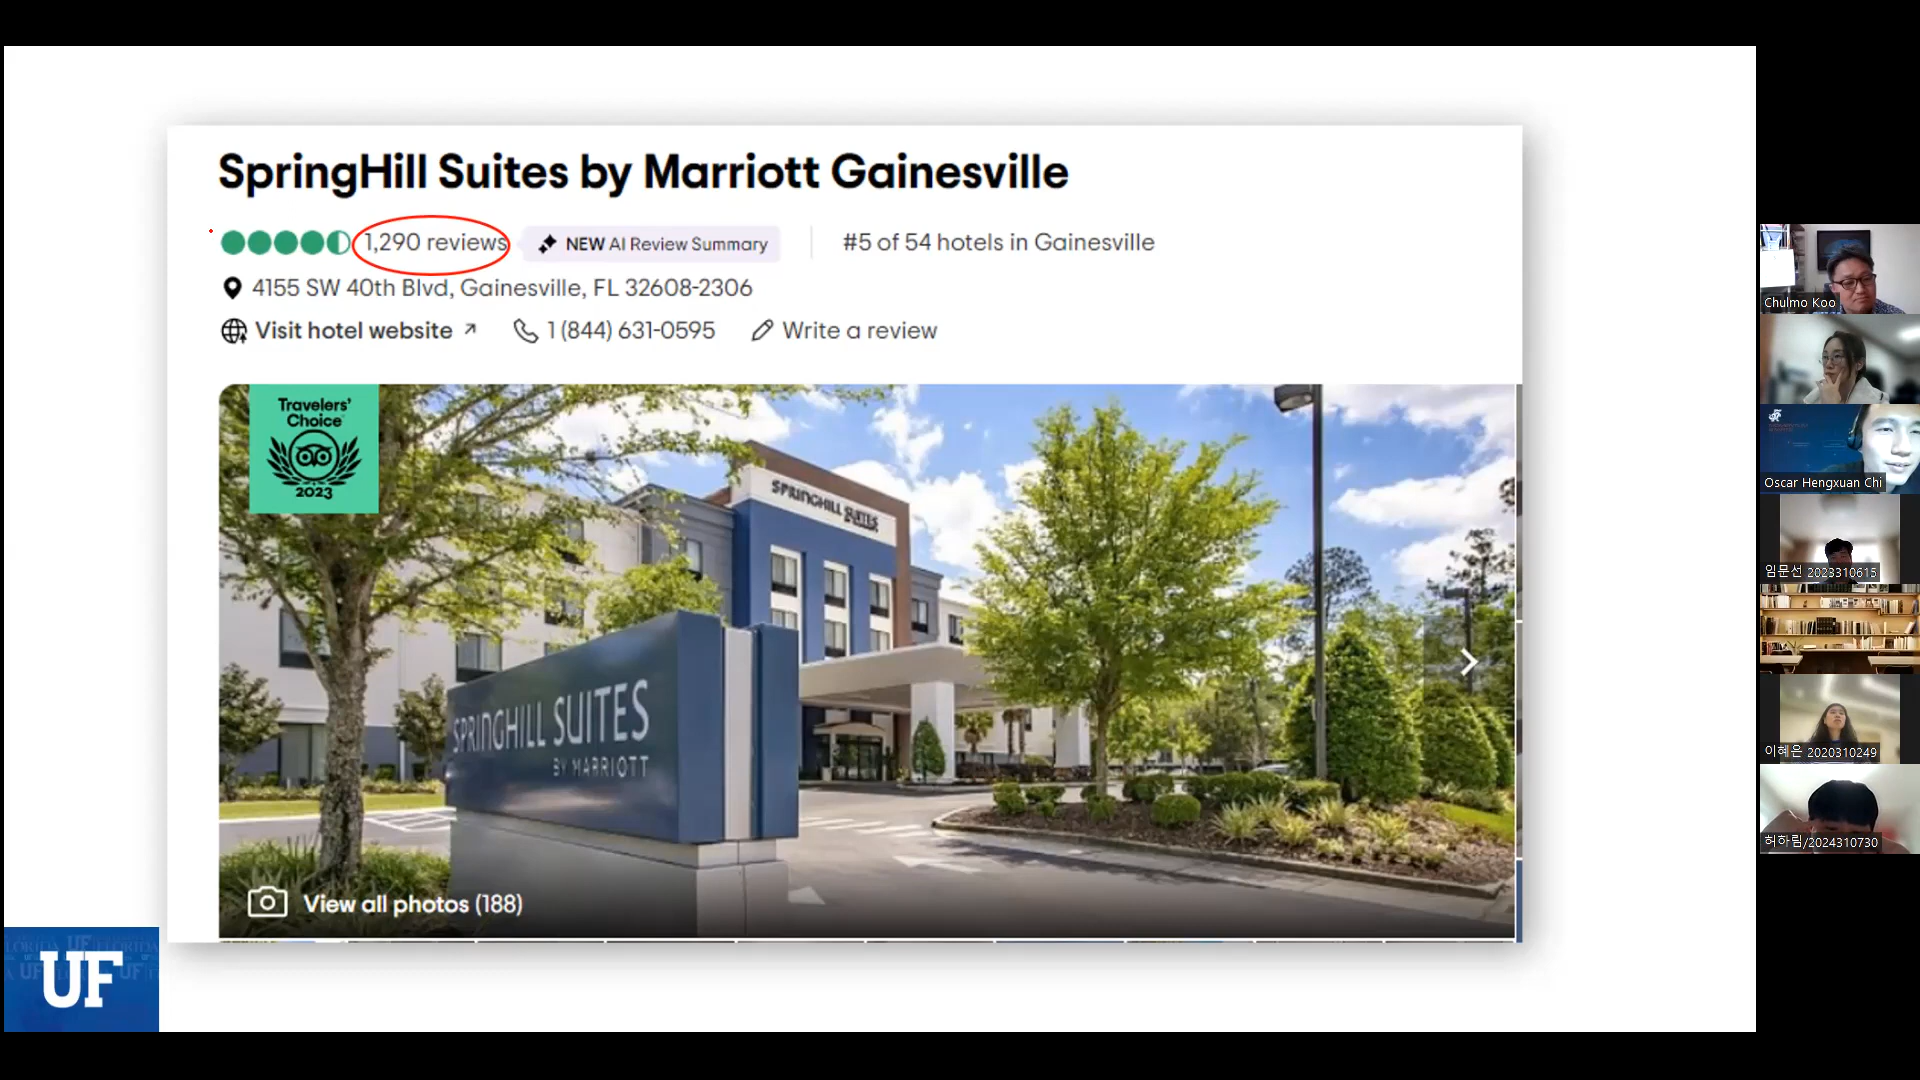 SpringHill Suites by Marriott Gainesville
1,290 reviews
NEW AI Review Summary
#5 of 54 hotels in Gainesville
4155 SW 40th Blvd, Gainesville, FL 32608-2306
Visit hotel website
1 (844) 631-0595
Write a review
Travelers'
Choice
2023
SPRINGHILL SUITES
SPRINGHILL SUITES
BY MARRIOTT
View all photos (188)
UF
Chulmo Koo
Oscar Hengxuan Chi
임문선 2023310615
이혜은 2020310249
허하림/2024310730